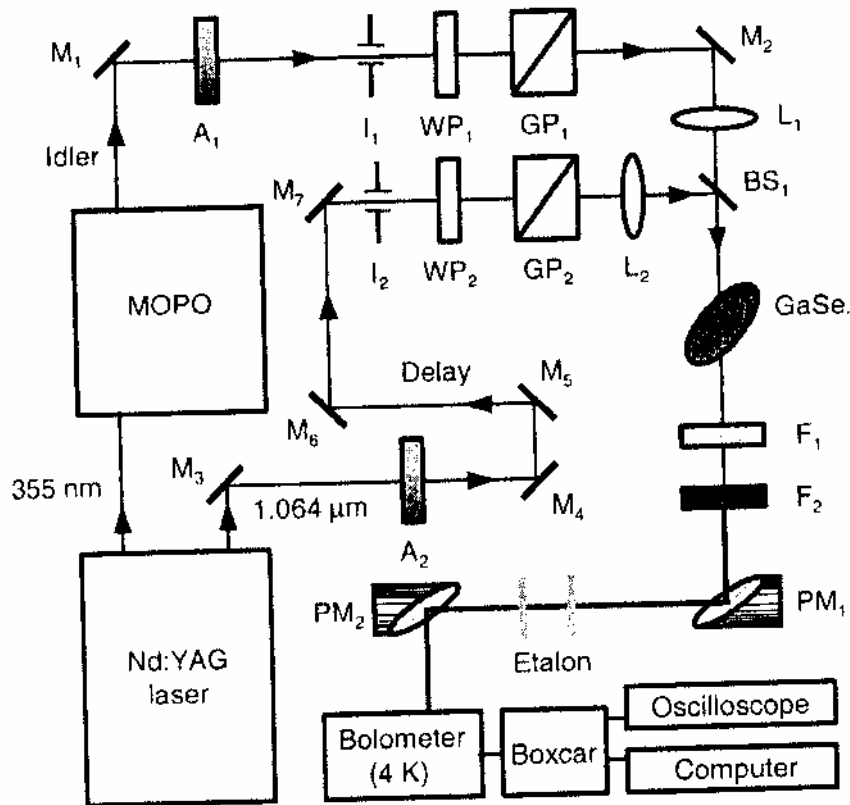 M₁
M₂
A₁
I₁
WP₁
GP₁
L₁
Idler
M₇
BS₁
I₂
WP₂
GP₂
L₂
MOPO
GaSe.
Delay
M₅
M₆
F₁
355 nm
M₃
1.064 μm
M₄
F₂
A₂
PM₂
PM₁
Etalon
Nd:YAG
laser
Oscilloscope
Bolometer
(4 K)
Boxcar
Computer